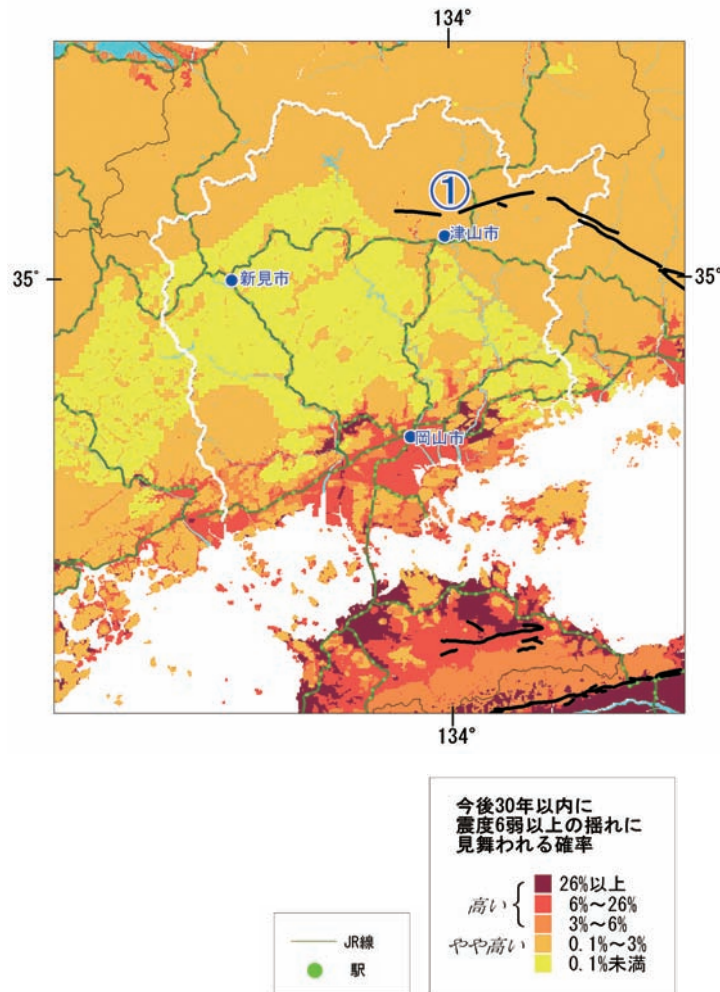 134°
①
津山市
35°
35°
新見市
岡山市
134°
今後30年以内に
震度6弱以上の揺れに
見舞われる確率
高い
26%以上
6%～26%
3%～6%
やや高い
0.1%～3%
0.1%未満
JR線
駅